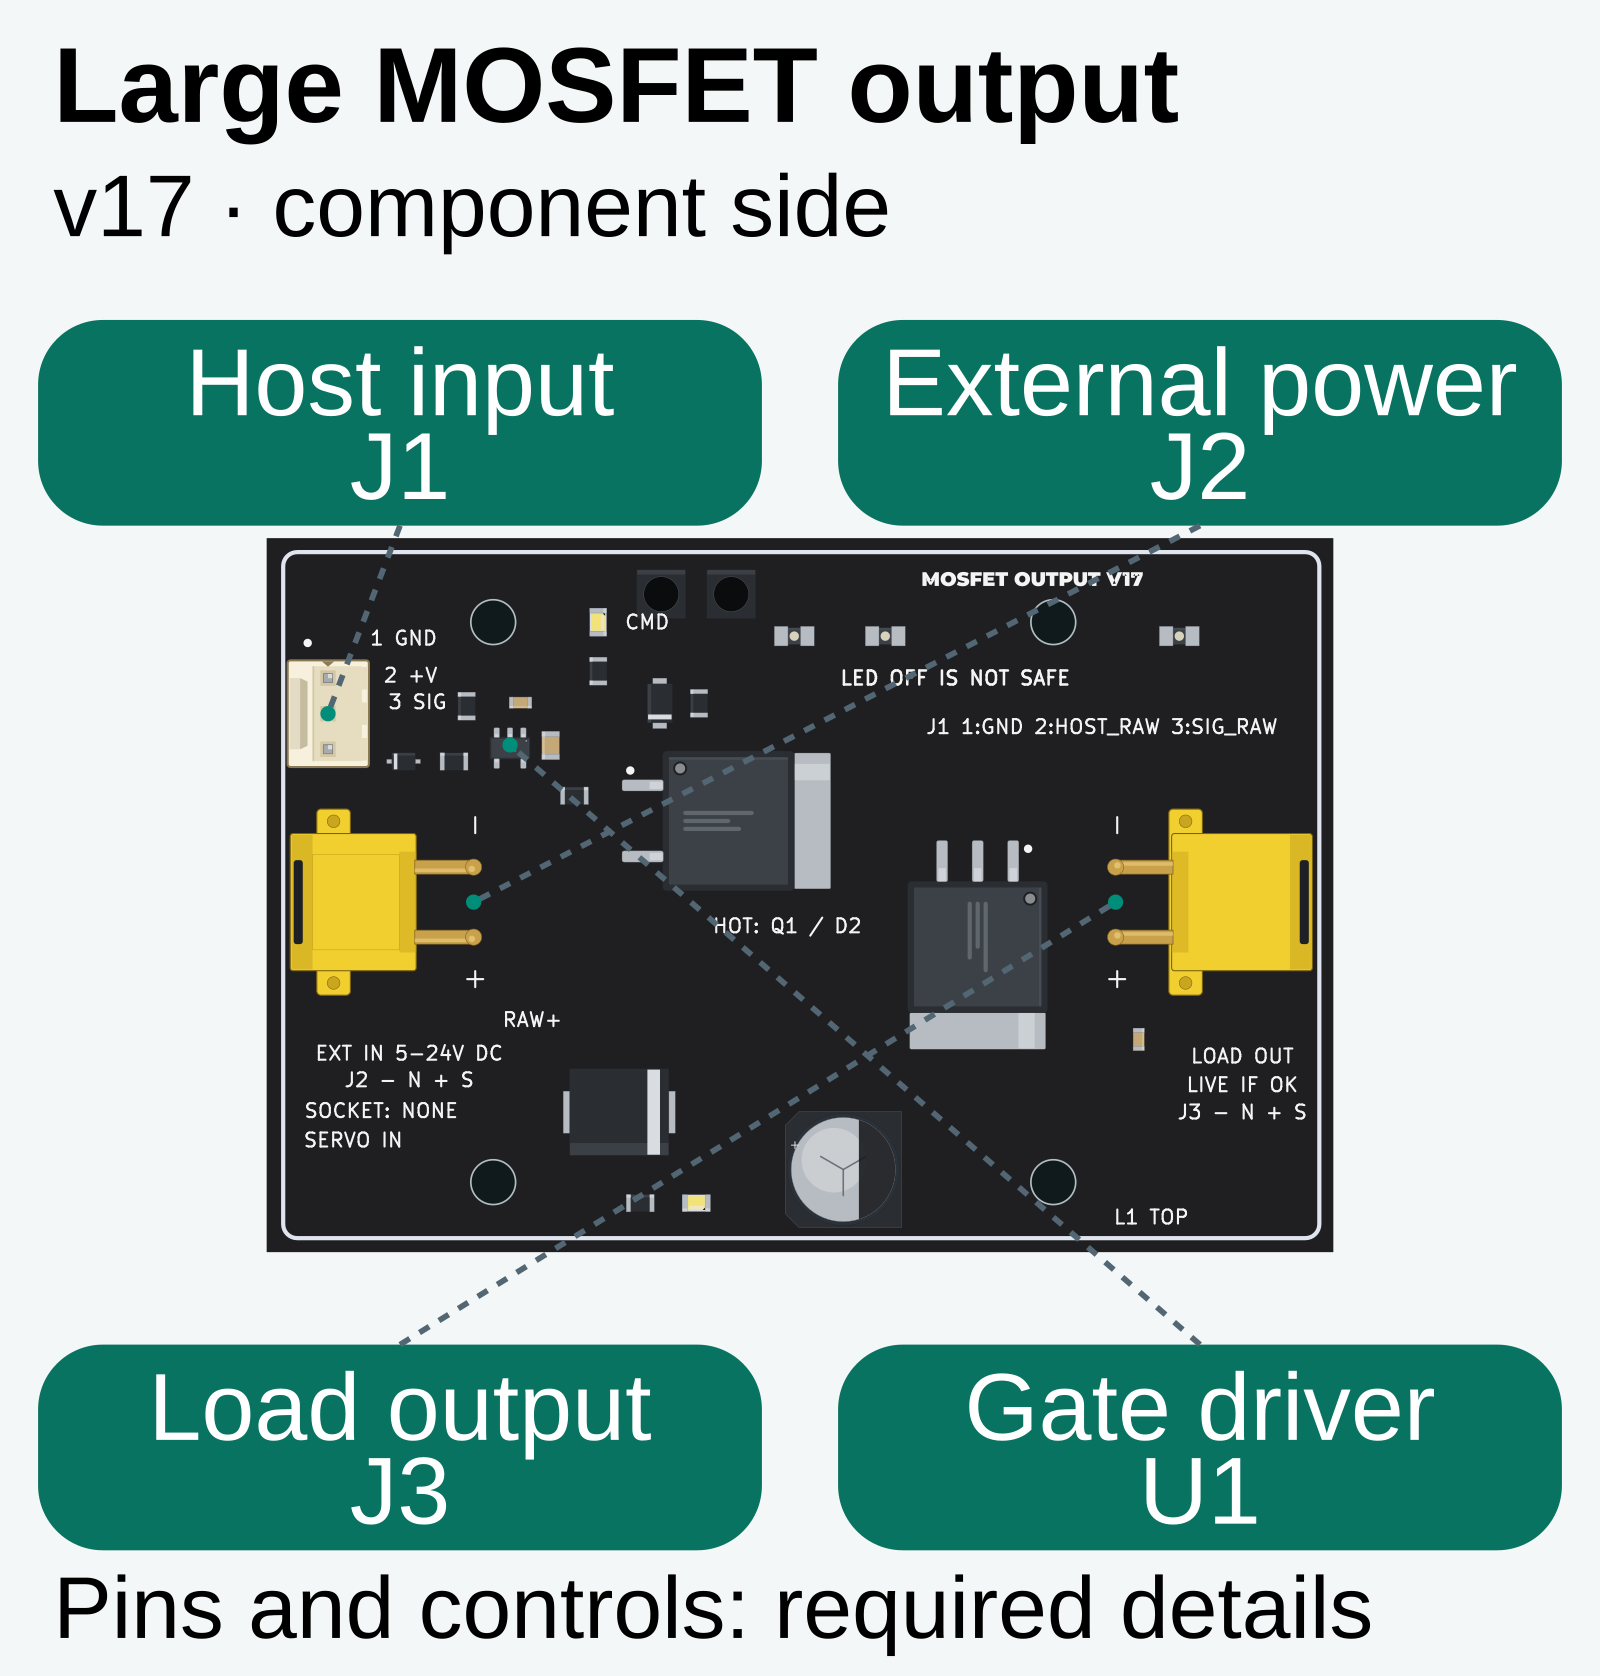 Large MOSFET output
v17 · component side
Host input
J1
External power
J2
MOSFET OUTPUT V17
CMD
1 GND
2 +V
3 SIG
LED OFF IS NOT SAFE
J1 1:GND 2:HOST_RAW 3:SIG_RAW
HOT: Q1 / D2
RAW+
EXT IN 5–24V DC
J2 – N + S
SOCKET: NONE
SERVO IN
LOAD OUT
LIVE IF OK
J3 – N + S
L1 TOP
Load output
J3
Gate driver
U1
Pins and controls: required details